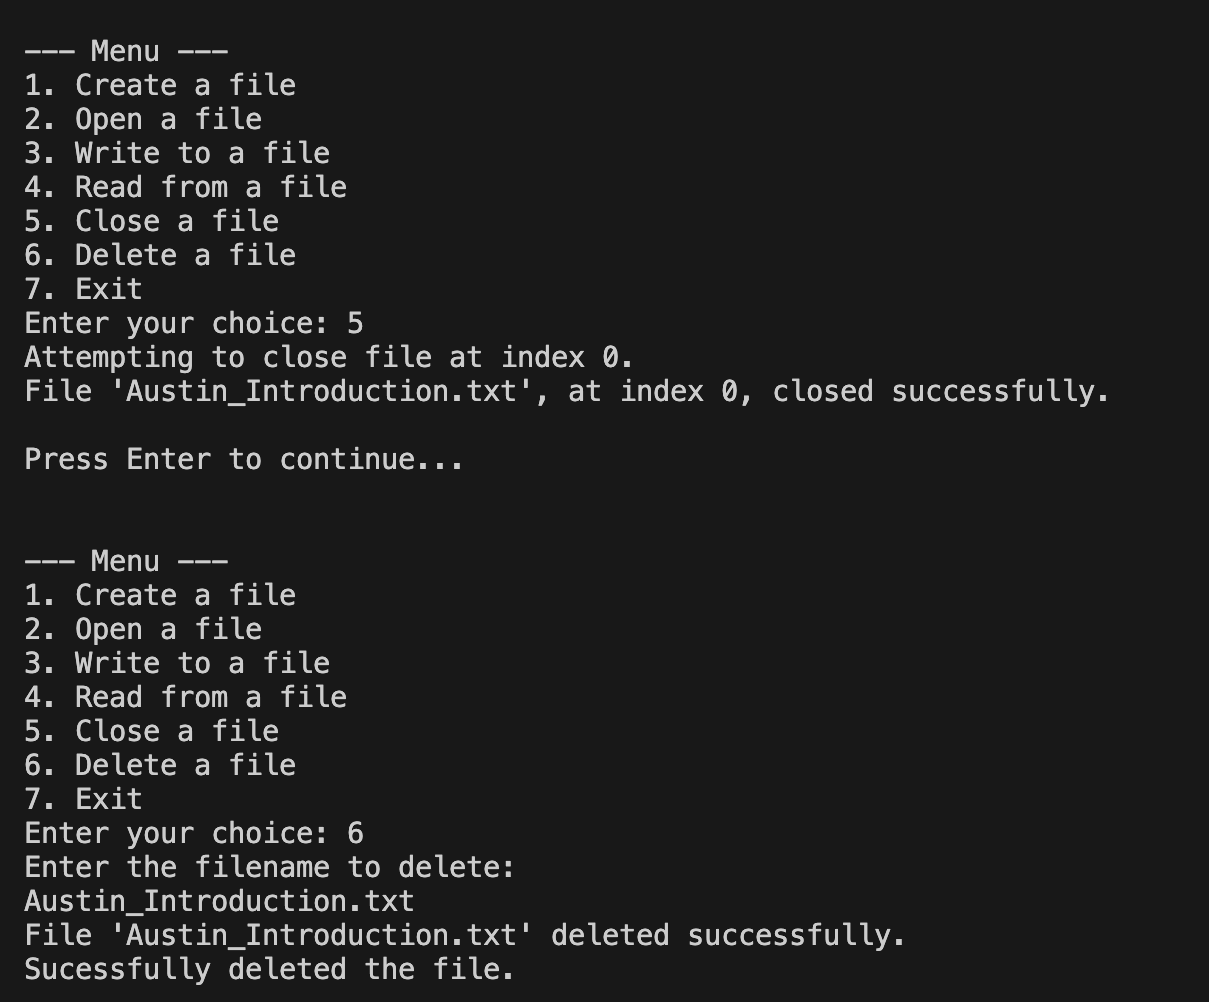 --- Menu ---
1. Create a file
2. Open a file
3. Write to a file
4. Read from a file
5. Close a file
6. Delete a file
7. Exit
Enter your choice: 5
Attempting to close file at index 0.
File 'Austin_Introduction.txt', at index 0, closed successfully.
Press Enter to continue...
--- Menu ---
1. Create a file
2. Open a file
3. Write to a file
4. Read from a file
5. Close a file
6. Delete a file
7. Exit
Enter your choice: 6
Enter the filename to delete:
Austin_Introduction.txt
File 'Austin_Introduction.txt' deleted successfully.
Sucessfully deleted the file.